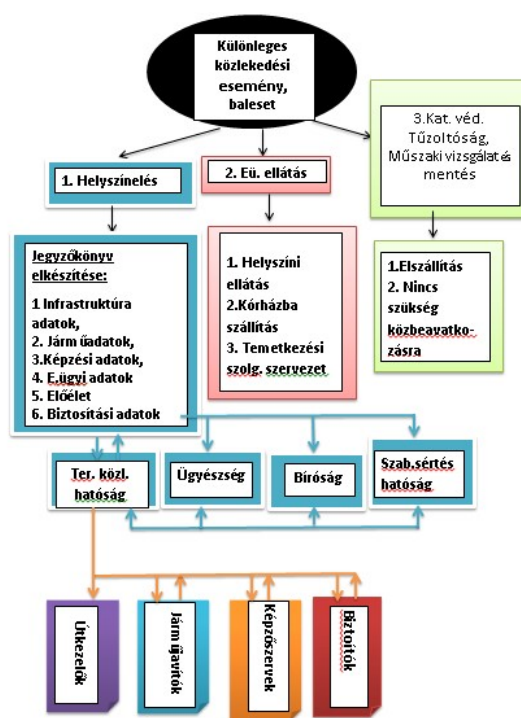 Különleges
közlekedési
esemény,
baleset
1. Helyszínelés
2. Eü. ellátás
3.Kat. véd.
Tűzoltóság,
Műszaki vizsgálat és
mentés
Jegyzőkönyv
elkészítése:
1 Infrastruktúra
adatok,
2. Jármű adatok,
3.Képzési adatok,
4. E.ügyi adatok
5. Előélet
6. Biztosítási adatok
1. Helyszíni
ellátás
2.Kórházba
szállítás
3. Temetkezési
szolg. szervezet
1.Elszállítás
2. Nincs
szükség
közbeavatko-
zásra
Ter. közl.
hatóság
Ügyészség
Bíróság
Szab.sértés
hatóság
Útkezelők
Járműjavítók
Képzőszervek
Biztoítók